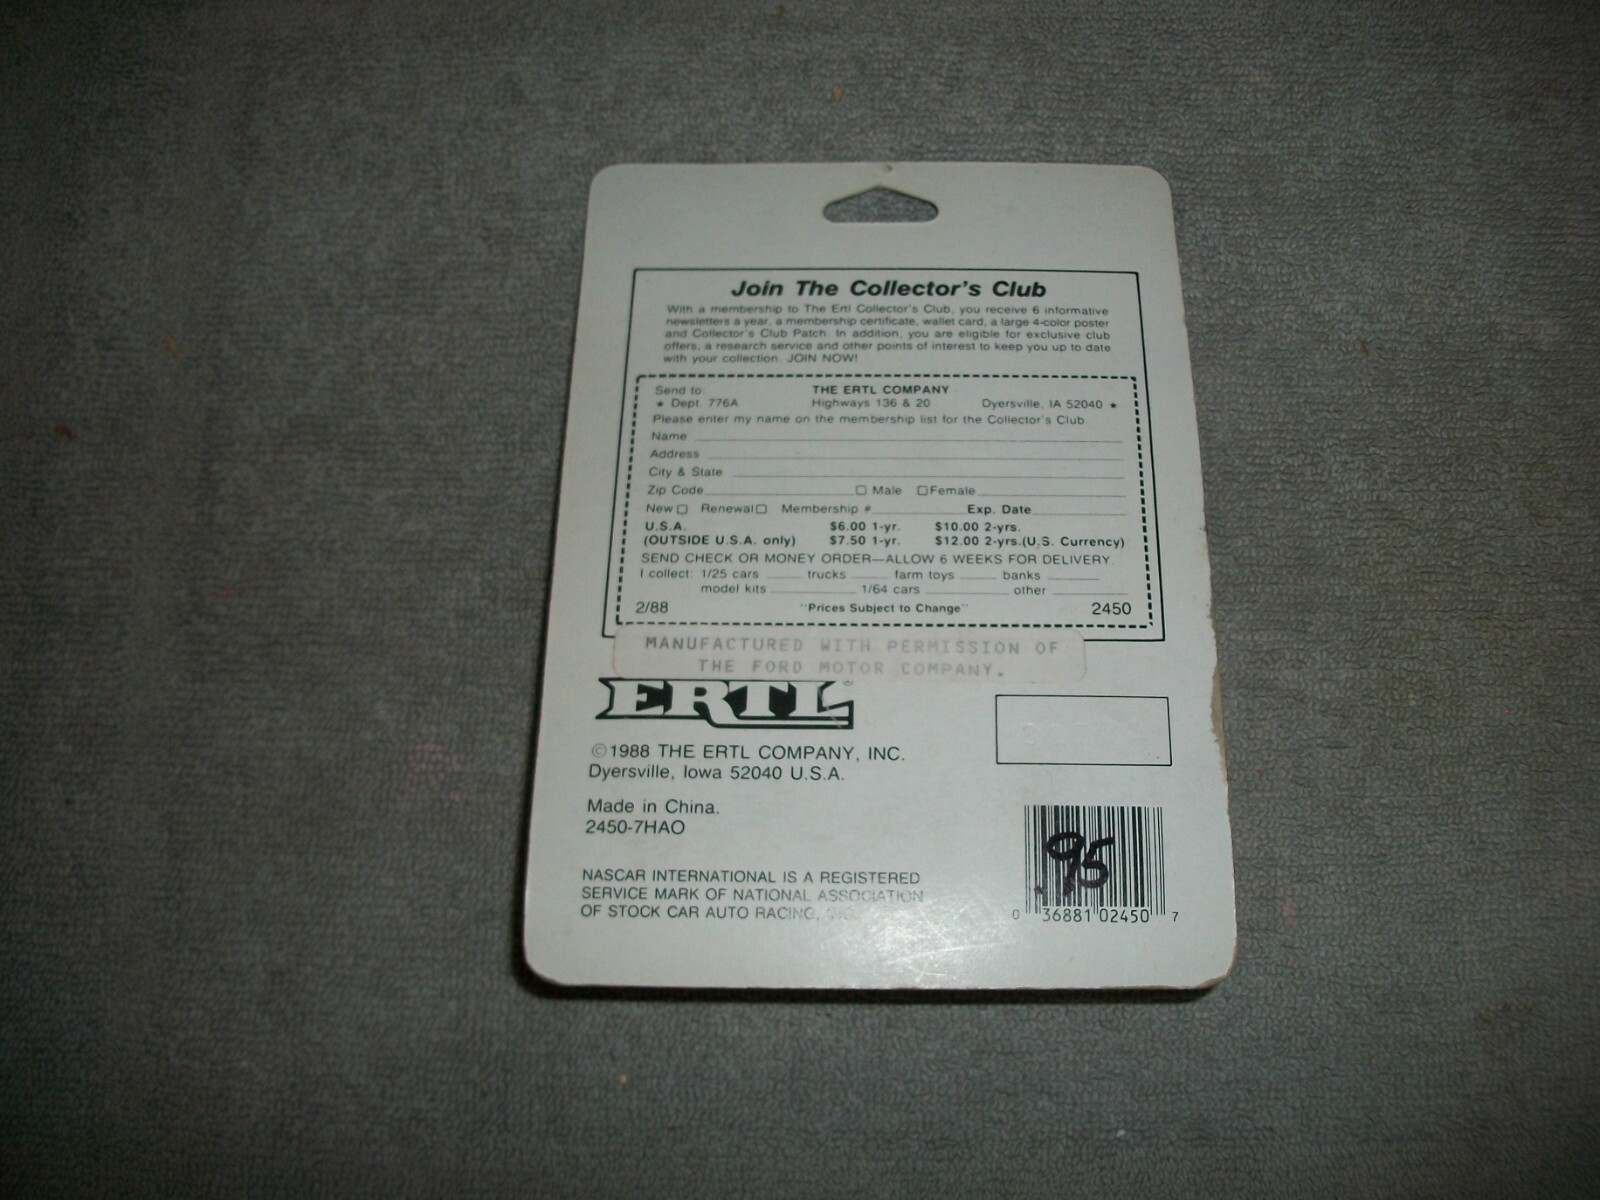 Join The Collector's Club
With a membership to The Ertl Collector's Club, you receive 6 informative
newsletters a year, a membership certificate, wallet card, a large 4-color poster
and Collector's Club Patch. In addition, you are eligible for exclusive club
offers, a research service and other points of interest to keep you up to date
with your collection. JOIN NOW!
Send to: THE ERTL COMPANY
★ Dept. 776A Highways 136 & 20 Dyersville, IA 52040 ★
Please enter my name on the membership list for the Collector's Club.
Name
Address
City & State
Zip Code ☐ Male ☐ Female
New ☐ Renewal ☐ Membership # Exp. Date
U.S.A. $6.00 1-yr. $10.00 2-yrs.
(OUTSIDE U.S.A. only) $7.50 1-yr. $12.00 2-yrs.(U.S. Currency)
SEND CHECK OR MONEY ORDER—ALLOW 6 WEEKS FOR DELIVERY.
I collect: 1/25 cars trucks farm toys banks
model kits 1/64 cars other
2/88 "Prices Subject to Change" 2450
MANUFACTURED WITH PERMISSION OF
THE FORD MOTOR COMPANY.
ERTL®
©1988 THE ERTL COMPANY, INC.
Dyersville, Iowa 52040 U.S.A.
Made in China.
2450-7HAO
NASCAR INTERNATIONAL IS A REGISTERED
SERVICE MARK OF NATIONAL ASSOCIATION
OF STOCK CAR AUTO RACING,
.95
0 36881 02450 7